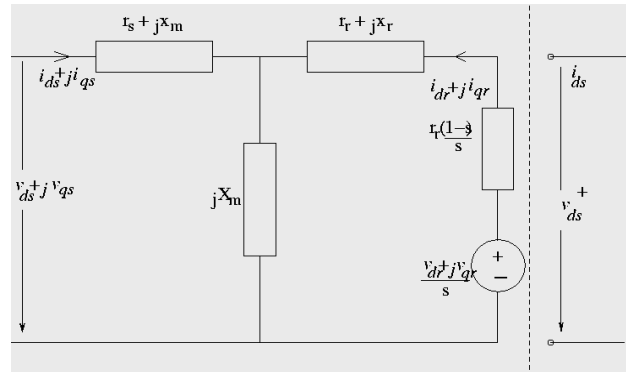 r_s + jx_m
r_r + jx_r
i_ds+ji_qs
i_dr+ji_qr
i_ds
r_r(1-s)
s
v_ds+jv_qs
jX_m
v_ds+
+
v_dr+jv_qr
s
−